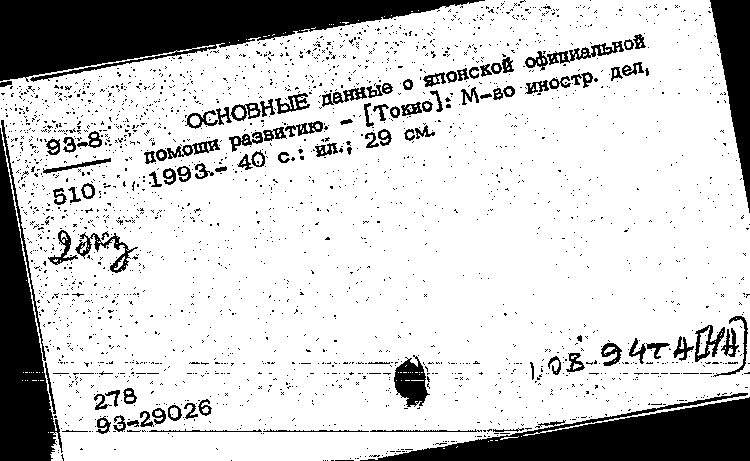 93-8
510
ОСНОВНЫЕ данные о японской официальной
помощи развитию. - [Токио]: М-во иностр. дел,
1993.- 40 с.: ил.; 29 см.
2экз
278
93-29026